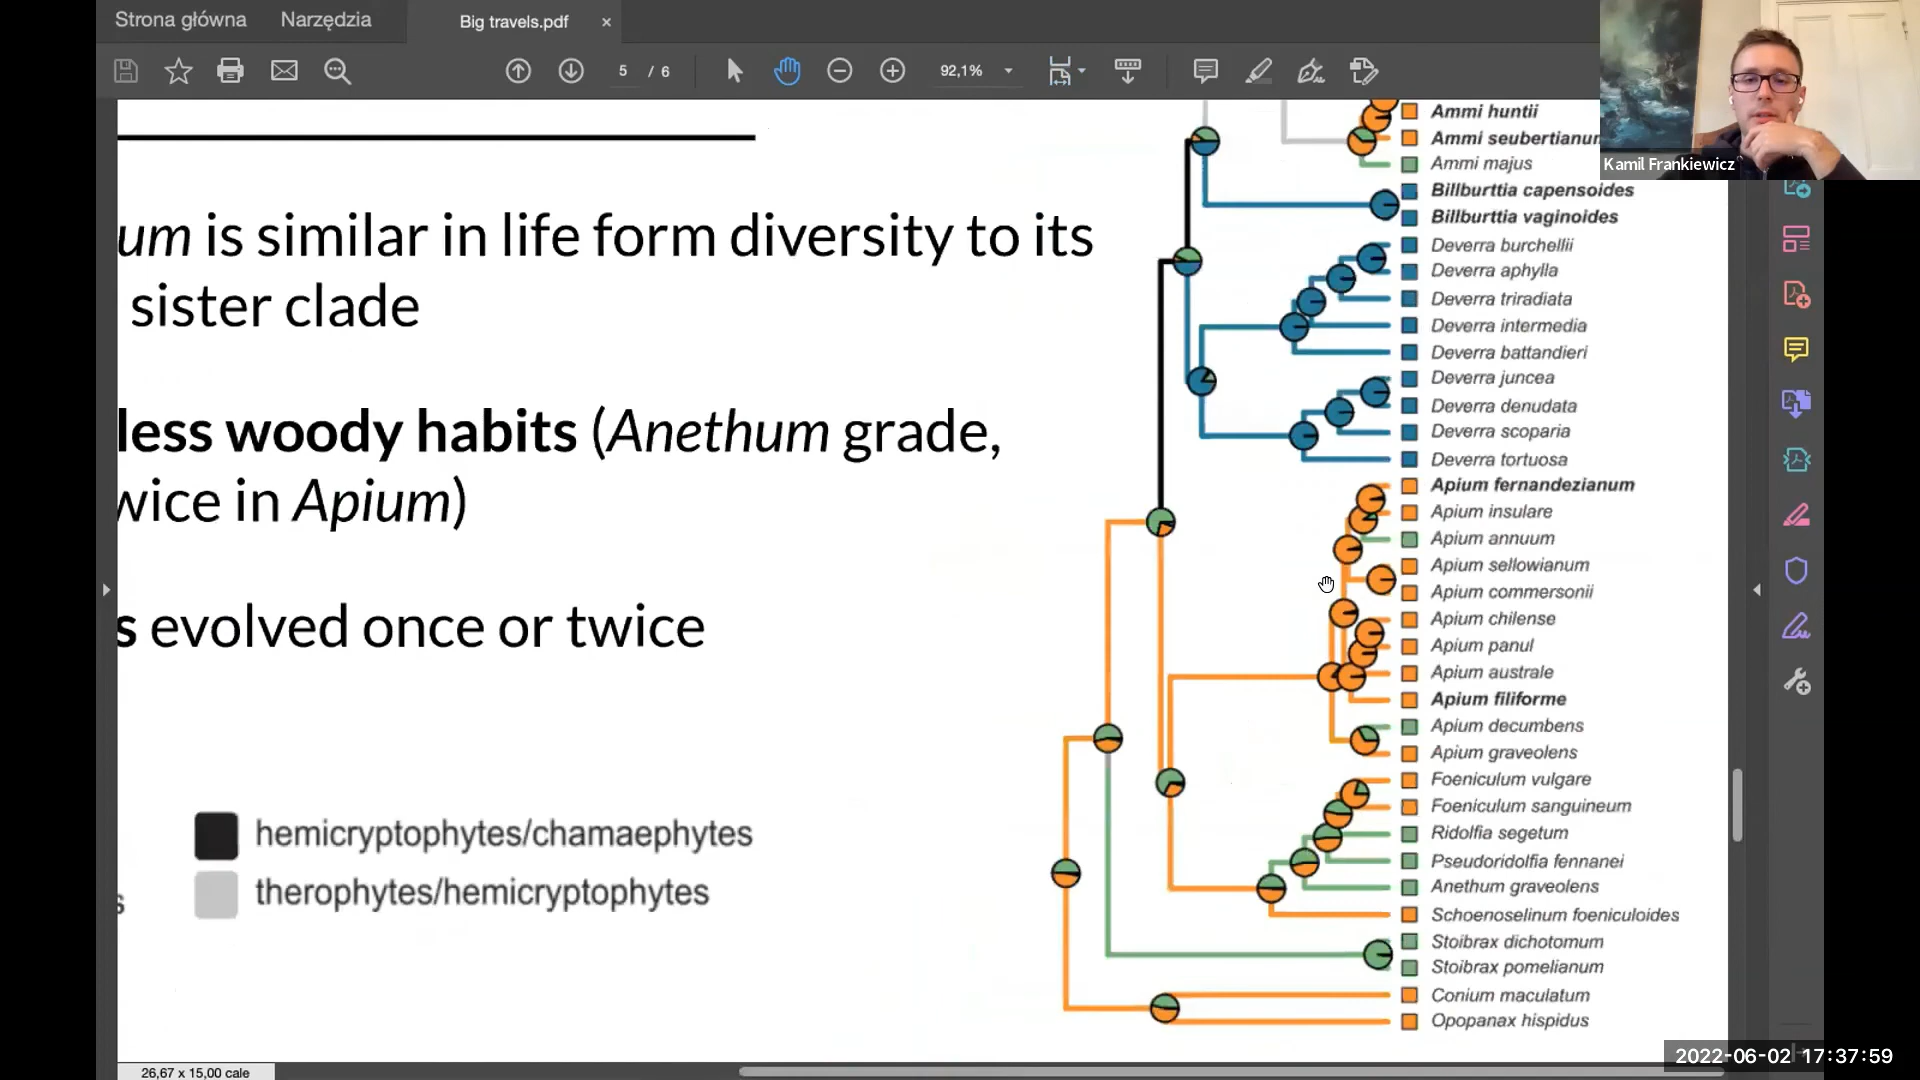 Strona główna
Narzędzia
Big travels.pdf
×
5 / 6
92,1%
Kamil Frankiewicz
um is similar in life form diversity to its
sister clade
less woody habits (Anethum grade,
wice in Apium)
s evolved once or twice
hemicryptophytes/chamaephytes
therophytes/hemicryptophytes
s
Ammi huntii
Ammi seubertianum
Ammi majus
Billburttia capensoides
Billburttia vaginoides
Deverra burchellii
Deverra aphylla
Deverra triradiata
Deverra intermedia
Deverra battandieri
Deverra juncea
Deverra denudata
Deverra scoparia
Deverra tortuosa
Apium fernandezianum
Apium insulare
Apium annuum
Apium sellowianum
Apium commersonii
Apium chilense
Apium panul
Apium australe
Apium filiforme
Apium decumbens
Apium graveolens
Foeniculum vulgare
Foeniculum sanguineum
Ridolfia segetum
Pseudoridolfia fennanei
Anethum graveolens
Schoenoselinum foeniculoides
Stoibrax dichotomum
Stoibrax pomelianum
Conium maculatum
Opopanax hispidus
26,67 x 15,00 cale
2022-06-02 17:37:59